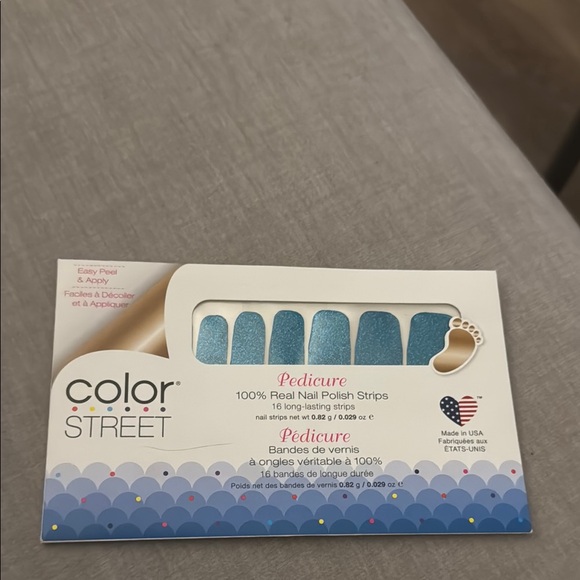 Easy Peel
& Apply
Faciles à Décoller
et à Appliquer
color®
STREET
Pedicure
100% Real Nail Polish Strips
16 long-lasting strips
nail strips net wt 0.82 g / 0.029 oz ℮
Pédicure
Bandes de vernis
à ongles véritable à 100%
16 bandes de longue durée
Poids net des bandes de vernis 0.82 g / 0.029 oz ℮
™
Made in USA
Fabriquées aux
ÉTATS-UNIS